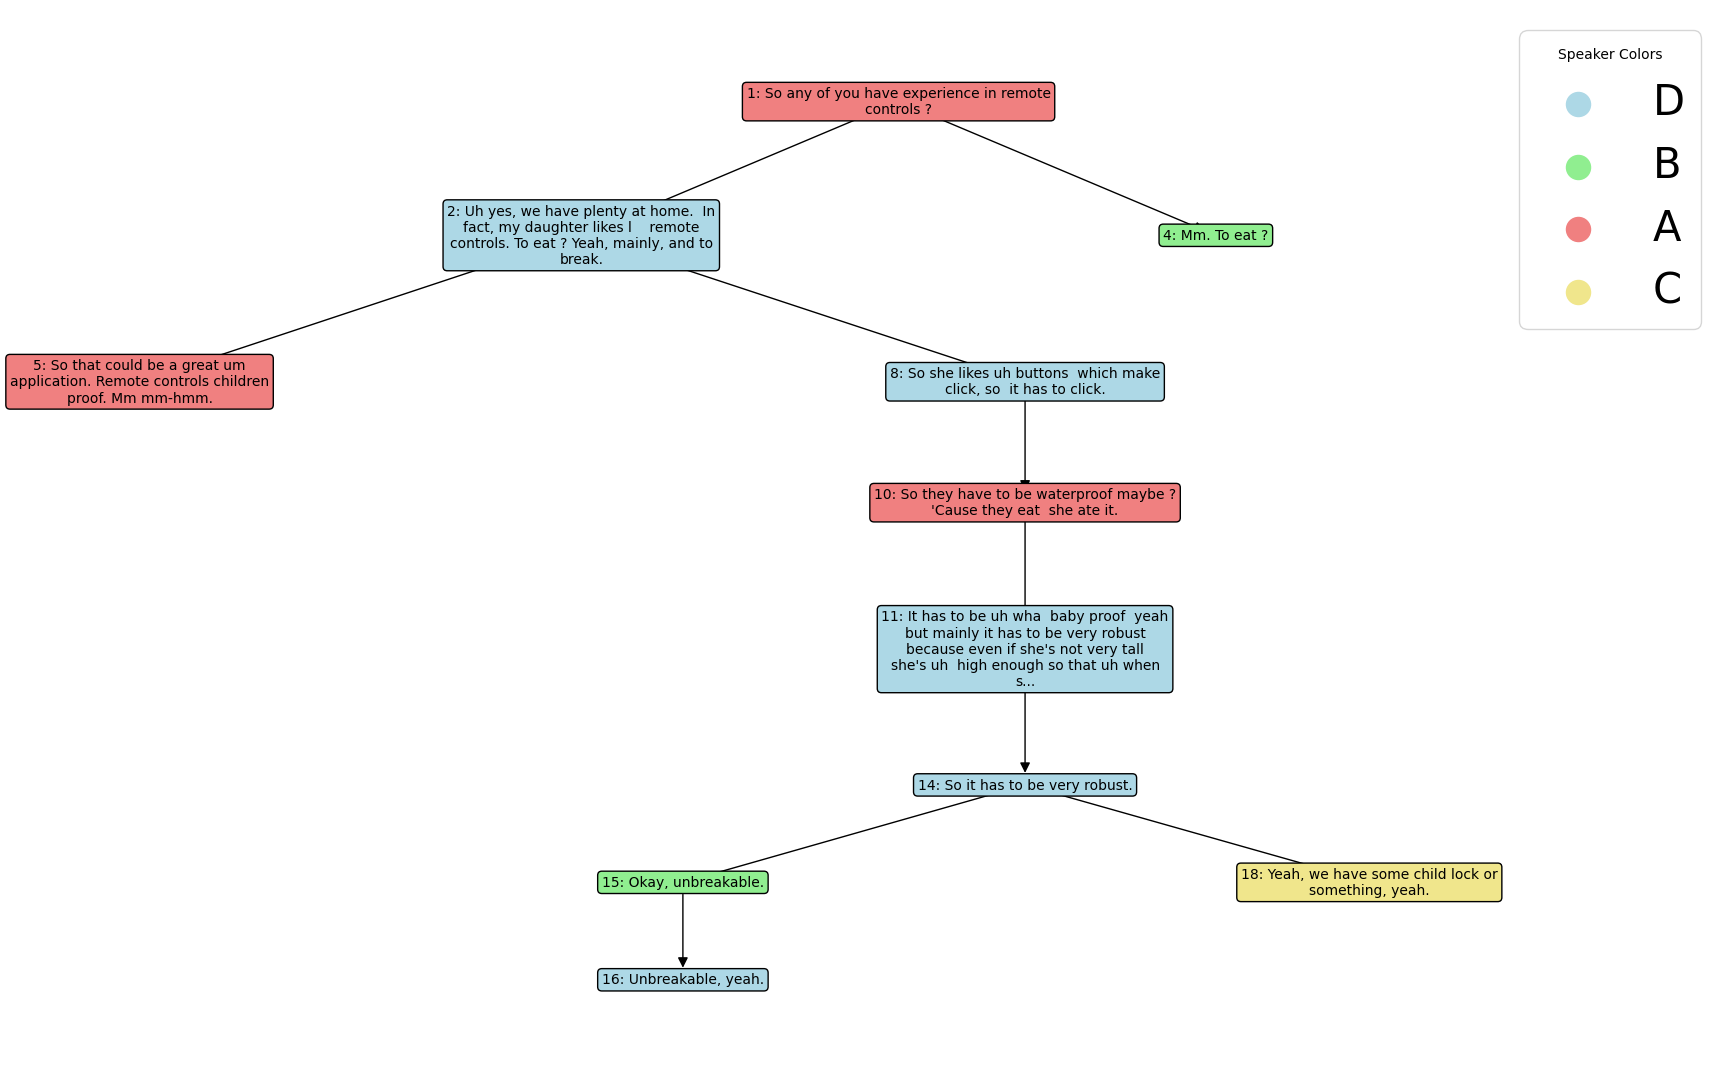 Speaker Colors
D
B
A
C
1: So any of you have experience in remote
controls ?
2: Uh yes, we have plenty at home.  In
fact, my daughter likes l    remote
controls. To eat ? Yeah, mainly, and to
break.
4: Mm. To eat ?
5: So that could be a great um
application. Remote controls children
proof. Mm mm-hmm.
8: So she likes uh buttons  which make
click, so  it has to click.
10: So they have to be waterproof maybe ?
'Cause they eat  she ate it.
11: It has to be uh wha  baby proof  yeah
but mainly it has to be very robust
because even if she's not very tall
she's uh  high enough so that uh when
s...
14: So it has to be very robust.
15: Okay, unbreakable.
18: Yeah, we have some child lock or
something, yeah.
16: Unbreakable, yeah.